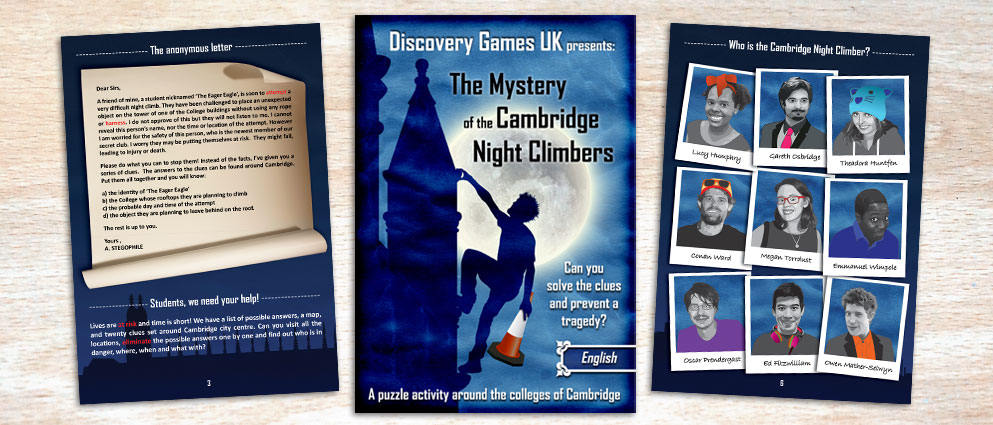 The anonymous letter
Dear Sirs,
A friend of mine, a student nicknamed 'The Eager Eagle', is soon to attempt a
very difficult night climb. They have been challenged to place an unexpected
object on the tower of one of the College buildings without using any rope
or harness. I do not approve of this but they will not listen to me. I cannot
reveal this person's name, nor the time or location of the attempt. However
I am worried for the safety of this person, who is the newest member of our
secret club. I worry they may be putting themselves at risk. They might fall,
leading to injury or death.
Please do what you can to stop them! Instead of the facts, I've given you a
series of clues. The answers to the clues can be found around Cambridge.
Put them all together and you will know:
a) the identity of 'The Eager Eagle'
b) the College whose rooftops they are planning to climb
c) the probable day and time of the attempt
d) the object they are planning to leave behind on the roof.
The rest is up to you.
Yours,
A. STEGOPHILE
Students, we need your help!
Lives are at risk and time is short! We have a list of possible answers, a map,
and twenty clues set around Cambridge city centre. Can you visit all the
locations, eliminate the possible answers one by one and find out who is in
danger, where, when and what with?
3
Discovery Games UK presents:
The Mystery
of the Cambridge
Night Climbers
Can you
solve the clues
and prevent a
tragedy?
English
A puzzle activity around the colleges of Cambridge
Who is the Cambridge Night Climber?
Lucy Humphry
Gareth Osbridge
Theadora Huntfen
Conan Ward
Megan Torrdust
Emmanuel Wimpole
Oscar Prendergast
Ed Fitzwilliam
Owen Mather-Selwyn
6